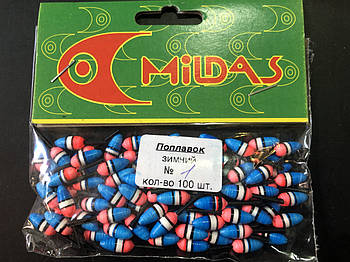 MiLDAS
Поплавок
зимний
№ 1
кол-во 100 шт.